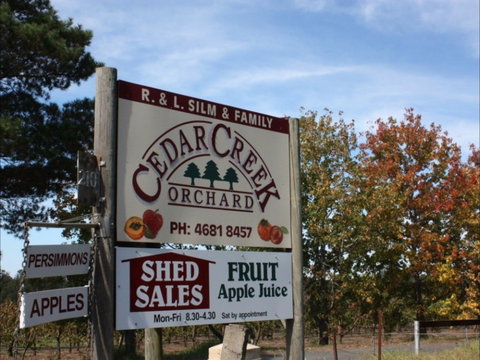 R. & L. SILM & FAMILY
CEDAR CREEK
ORCHARD
PH: 4681 8457
PERSIMMONS
APPLES
SHED
SALES
FRUIT
Apple Juice
Mon-Fri 8.30-4.30 Sat by appointment